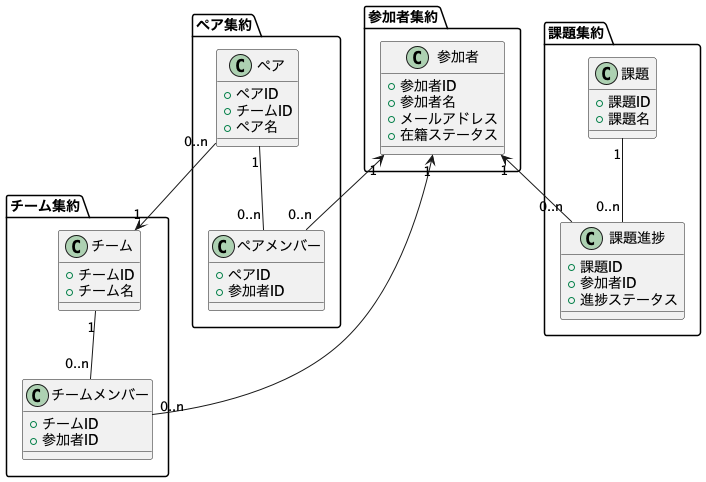 ペア集約
C ペア
ペアID
チームID
ペア名
参加者集約
C 参加者
参加者ID
参加者名
メールアドレス
在籍ステータス
課題集約
C 課題
課題ID
課題名
0..n
1
1
1
1
1
1
0..n
0..n
0..n
0..n
チーム集約
C チーム
チームID
チーム名
C ペアメンバー
ペアID
参加者ID
C 課題進捗
課題ID
参加者ID
進捗ステータス
1
0..n
C チームメンバー
チームID
参加者ID
0..n